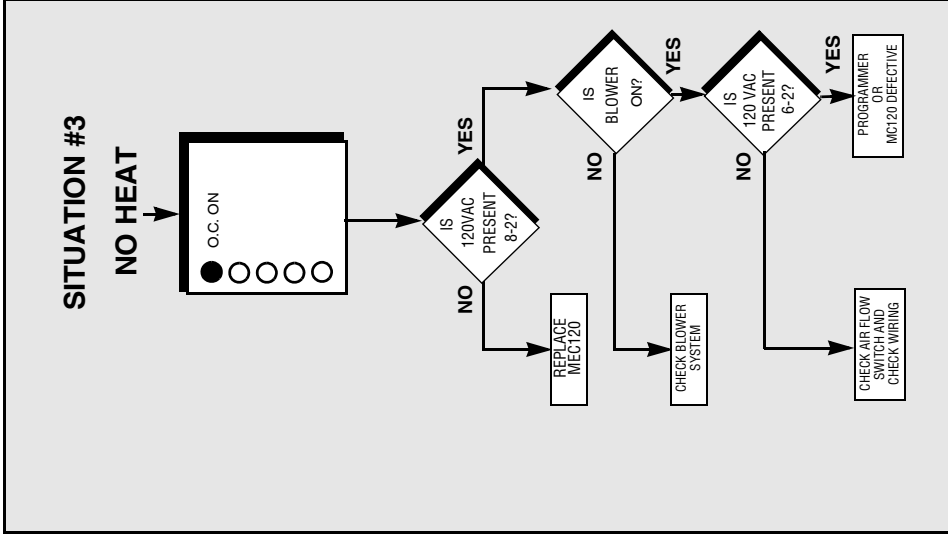 SITUATION #3
NO HEAT
O.C. ON
IS
120VAC
PRESENT
8-2?
NO
YES
REPLACE
MEC120
IS
BLOWER
ON?
NO
YES
CHECK BLOWER
SYSTEM
IS
120 VAC
PRESENT
6-2?
NO
YES
CHECK AIR FLOW
SWITCH AND
CHECK WIRING
PROGRAMMER
OR
MC120 DEFECTIVE